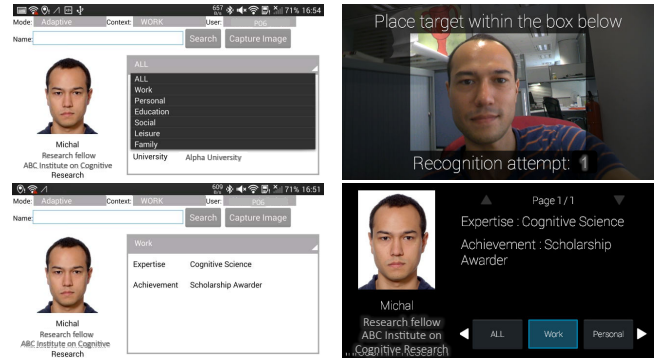 657
B/s
71% 16:54
Mode: Adaptive Context: WORK User: P06
Name: Search Capture Image
ALL
ALL
Work
Personal
Education
Social
Leisure
Family
University Alpha University
Michal
Research fellow
ABC Institute on Cognitive
Research
Place target within the box below
Recognition attempt: 1
609
B/s
71% 16:51
Mode: Adaptive Context: WORK User: P06
Name: Search Capture Image
Work
Expertise Cognitive Science
Achievement Scholarship Awarder
Michal
Research fellow
ABC Institute on Cognitive
Research
Page 1 / 1
Expertise : Cognitive Science
Achievement : Scholarship
Awarder
Michal
Research fellow
ABC Institute on
Cognitive Research
ALL Work Personal